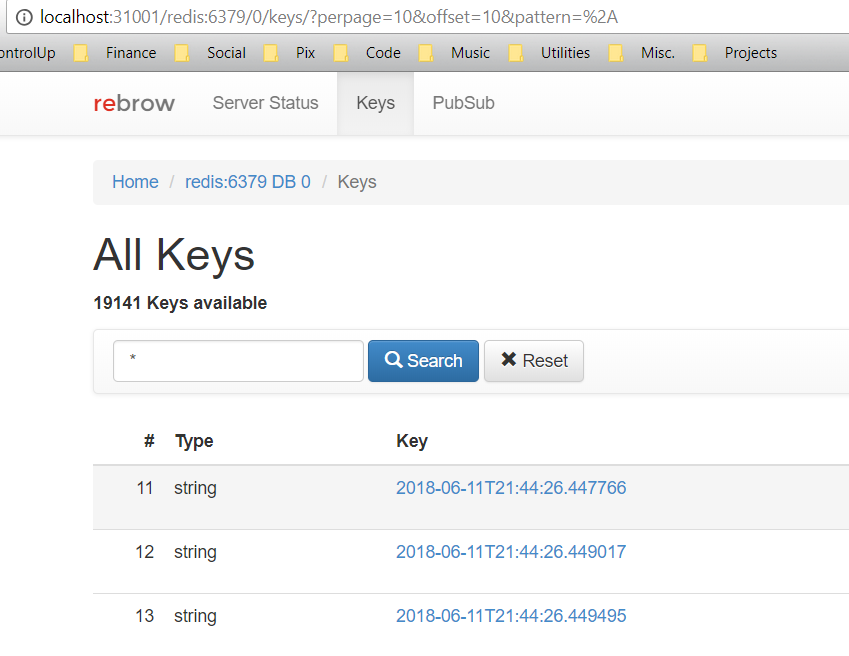 localhost:31001/redis:6379/0/keys/?perpage=10&offset=10&pattern=%2A
ontrolUp Finance Social Pix Code Music Utilities Misc. Projects
rebrow Server Status Keys PubSub
Home / redis:6379 DB 0 / Keys
All Keys
19141 Keys available
* Search Reset
# Type Key
11 string 2018-06-11T21:44:26.447766
12 string 2018-06-11T21:44:26.449017
13 string 2018-06-11T21:44:26.449495